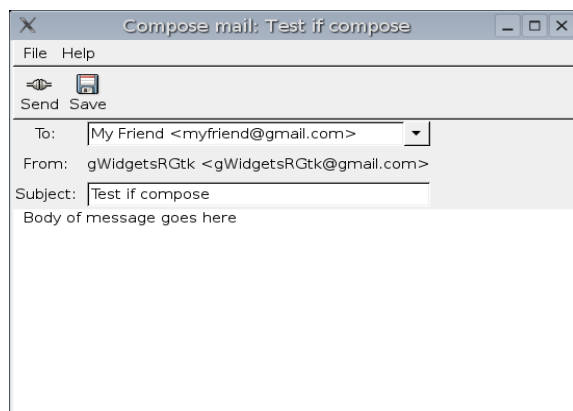 Compose mail: Test if compose
File Help
Send Save
To: My Friend <myfriend@gmail.com>
From: gWidgetsRGtk <gWidgetsRGtk@gmail.com>
Subject: Test if compose
Body of message goes here